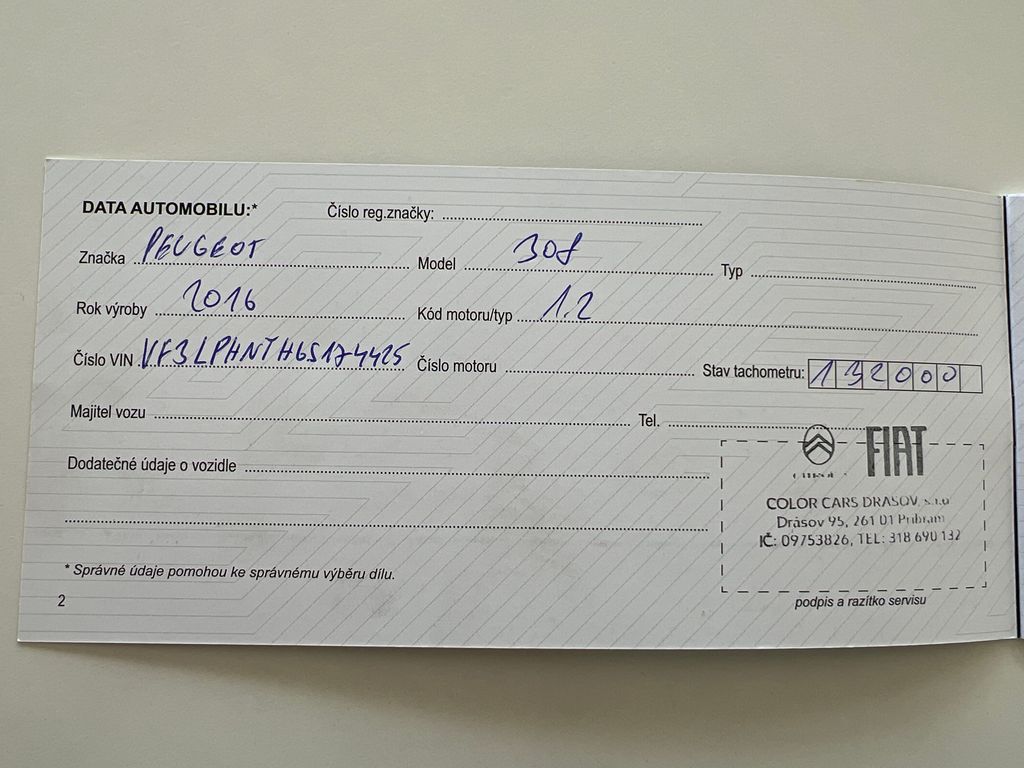 DATA AUTOMOBILU:* Číslo reg.značky:
Značka PEUGEOT Model 308 Typ
Rok výroby 2016 Kód motoru/typ 1.2
Číslo VIN VF3LPHNTHGS174425 Číslo motoru Stav tachometru: 132000
Majitel vozu Tel.
Dodatečné údaje o vozidle
FIAT
COLOR CARS DRASOV, s.r.o
Drásov 95, 261 01 Pribram
IČ: 09753826, TEL: 318 690 132
* Správné údaje pomohou ke správnému výběru dílu.
2 podpis a razítko servisu